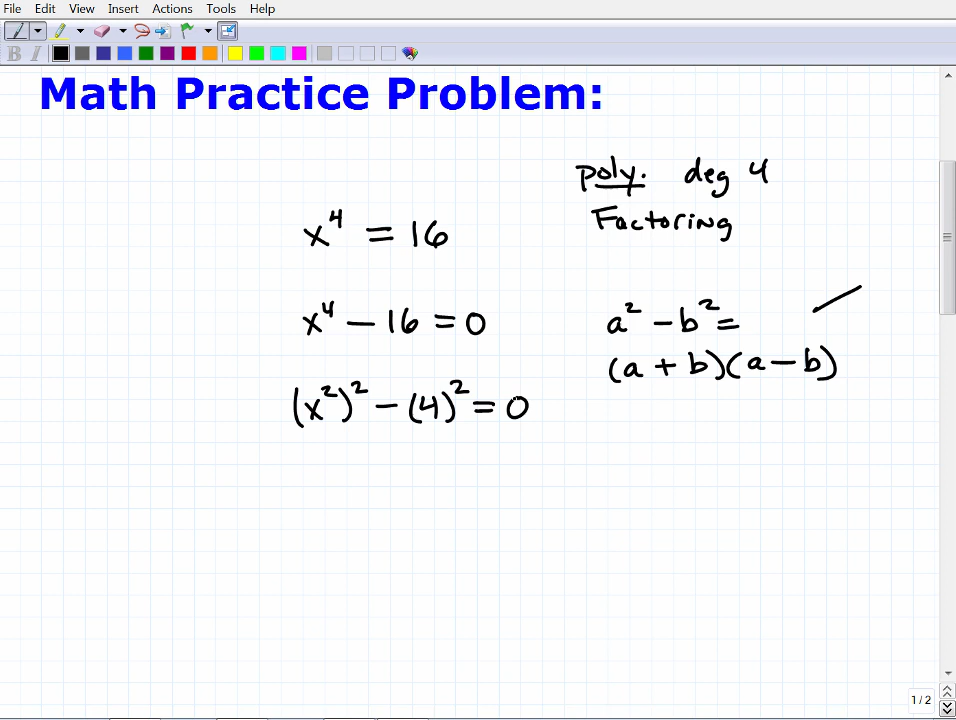 File Edit View Insert Actions Tools Help
B I
Math Practice Problem:
poly. deg 4
Factoring
x⁴ = 16
x⁴ − 16 = 0
(x²)² − (4)² = 0
a² − b² =
(a + b)(a − b)
1 / 2